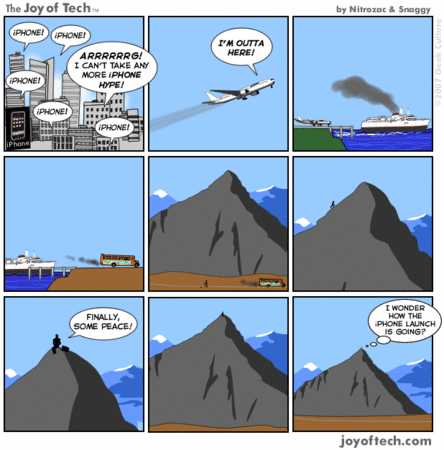 The Joy of Tech™
by Nitrozac & Snaggy
©2007 Geek Culture
iPHONE!
iPHONE!
iPHONE!
ARRRRRRG!
I CAN'T TAKE ANY
MORE iPHONE
HYPE!
iPHONE!
iPHONE!
iPhone
I'M OUTTA
HERE!
FINALLY,
SOME PEACE!
I WONDER
HOW THE
iPHONE LAUNCH
IS GOING?
joyoftech.com